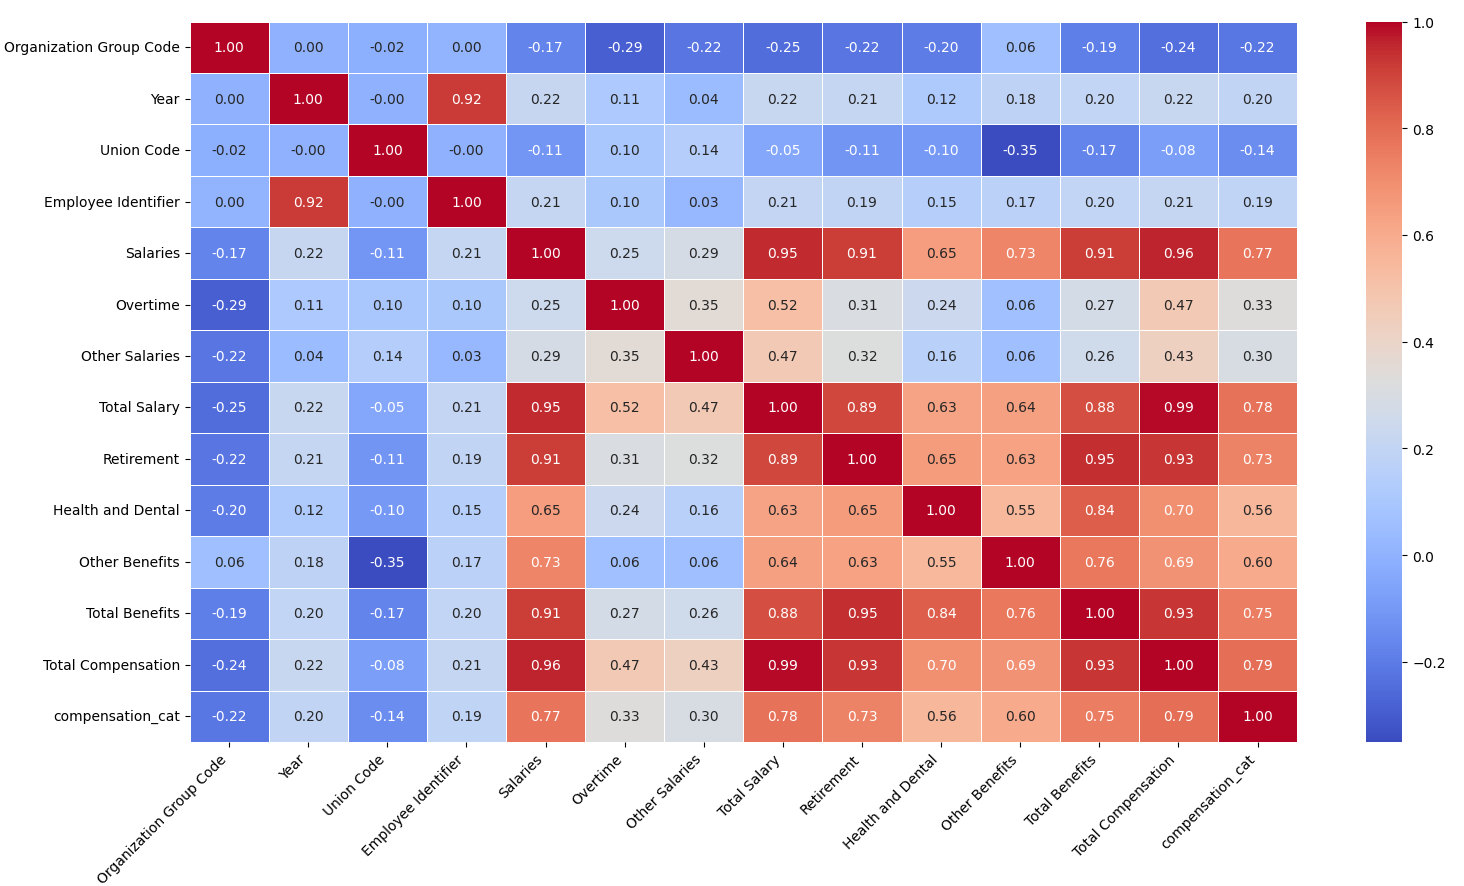 Organization Group Code 1.00 0.00 -0.02 0.00 -0.17 -0.29 -0.22 -0.25 -0.22 -0.20 0.06 -0.19 -0.24 -0.22
Year 0.00 1.00 -0.00 0.92 0.22 0.11 0.04 0.22 0.21 0.12 0.18 0.20 0.22 0.20
Union Code -0.02 -0.00 1.00 -0.00 -0.11 0.10 0.14 -0.05 -0.11 -0.10 -0.35 -0.17 -0.08 -0.14
Employee Identifier 0.00 0.92 -0.00 1.00 0.21 0.10 0.03 0.21 0.19 0.15 0.17 0.20 0.21 0.19
Salaries -0.17 0.22 -0.11 0.21 1.00 0.25 0.29 0.95 0.91 0.65 0.73 0.91 0.96 0.77
Overtime -0.29 0.11 0.10 0.10 0.25 1.00 0.35 0.52 0.31 0.24 0.06 0.27 0.47 0.33
Other Salaries -0.22 0.04 0.14 0.03 0.29 0.35 1.00 0.47 0.32 0.16 0.06 0.26 0.43 0.30
Total Salary -0.25 0.22 -0.05 0.21 0.95 0.52 0.47 1.00 0.89 0.63 0.64 0.88 0.99 0.78
Retirement -0.22 0.21 -0.11 0.19 0.91 0.31 0.32 0.89 1.00 0.65 0.63 0.95 0.93 0.73
Health and Dental -0.20 0.12 -0.10 0.15 0.65 0.24 0.16 0.63 0.65 1.00 0.55 0.84 0.70 0.56
Other Benefits 0.06 0.18 -0.35 0.17 0.73 0.06 0.06 0.64 0.63 0.55 1.00 0.76 0.69 0.60
Total Benefits -0.19 0.20 -0.17 0.20 0.91 0.27 0.26 0.88 0.95 0.84 0.76 1.00 0.93 0.75
Total Compensation -0.24 0.22 -0.08 0.21 0.96 0.47 0.43 0.99 0.93 0.70 0.69 0.93 1.00 0.79
compensation_cat -0.22 0.20 -0.14 0.19 0.77 0.33 0.30 0.78 0.73 0.56 0.60 0.75 0.79 1.00
Organization Group Code
Year
Union Code
Employee Identifier
Salaries
Overtime
Other Salaries
Total Salary
Retirement
Health and Dental
Other Benefits
Total Benefits
Total Compensation
compensation_cat
1.0
0.8
0.6
0.4
0.2
0.0
−0.2